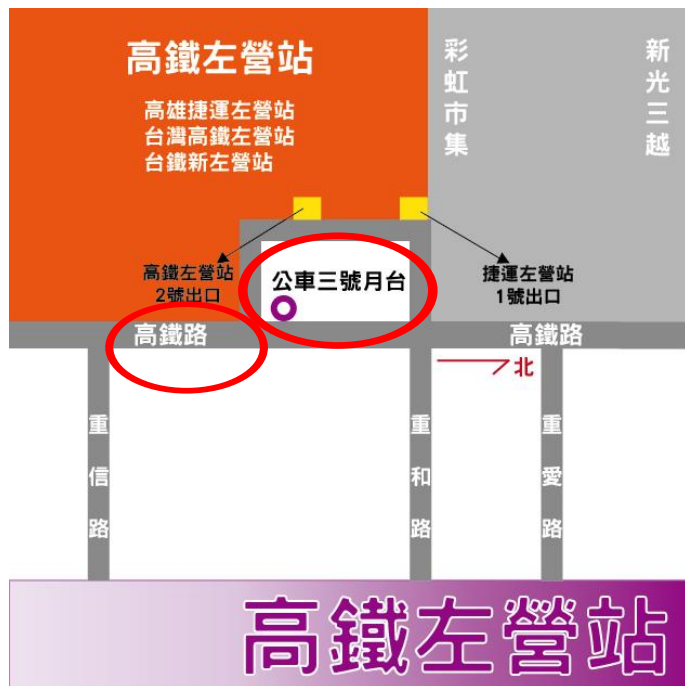 高鐵左營站
高雄捷運左營站
台灣高鐵左營站
台鐵新左營站
彩虹市集
新光三越
高鐵左營站
2號出口
公車三號月台
捷運左營站
1號出口
高鐵路
高鐵路
北
重信路
重和路
重愛路
高鐵左營站